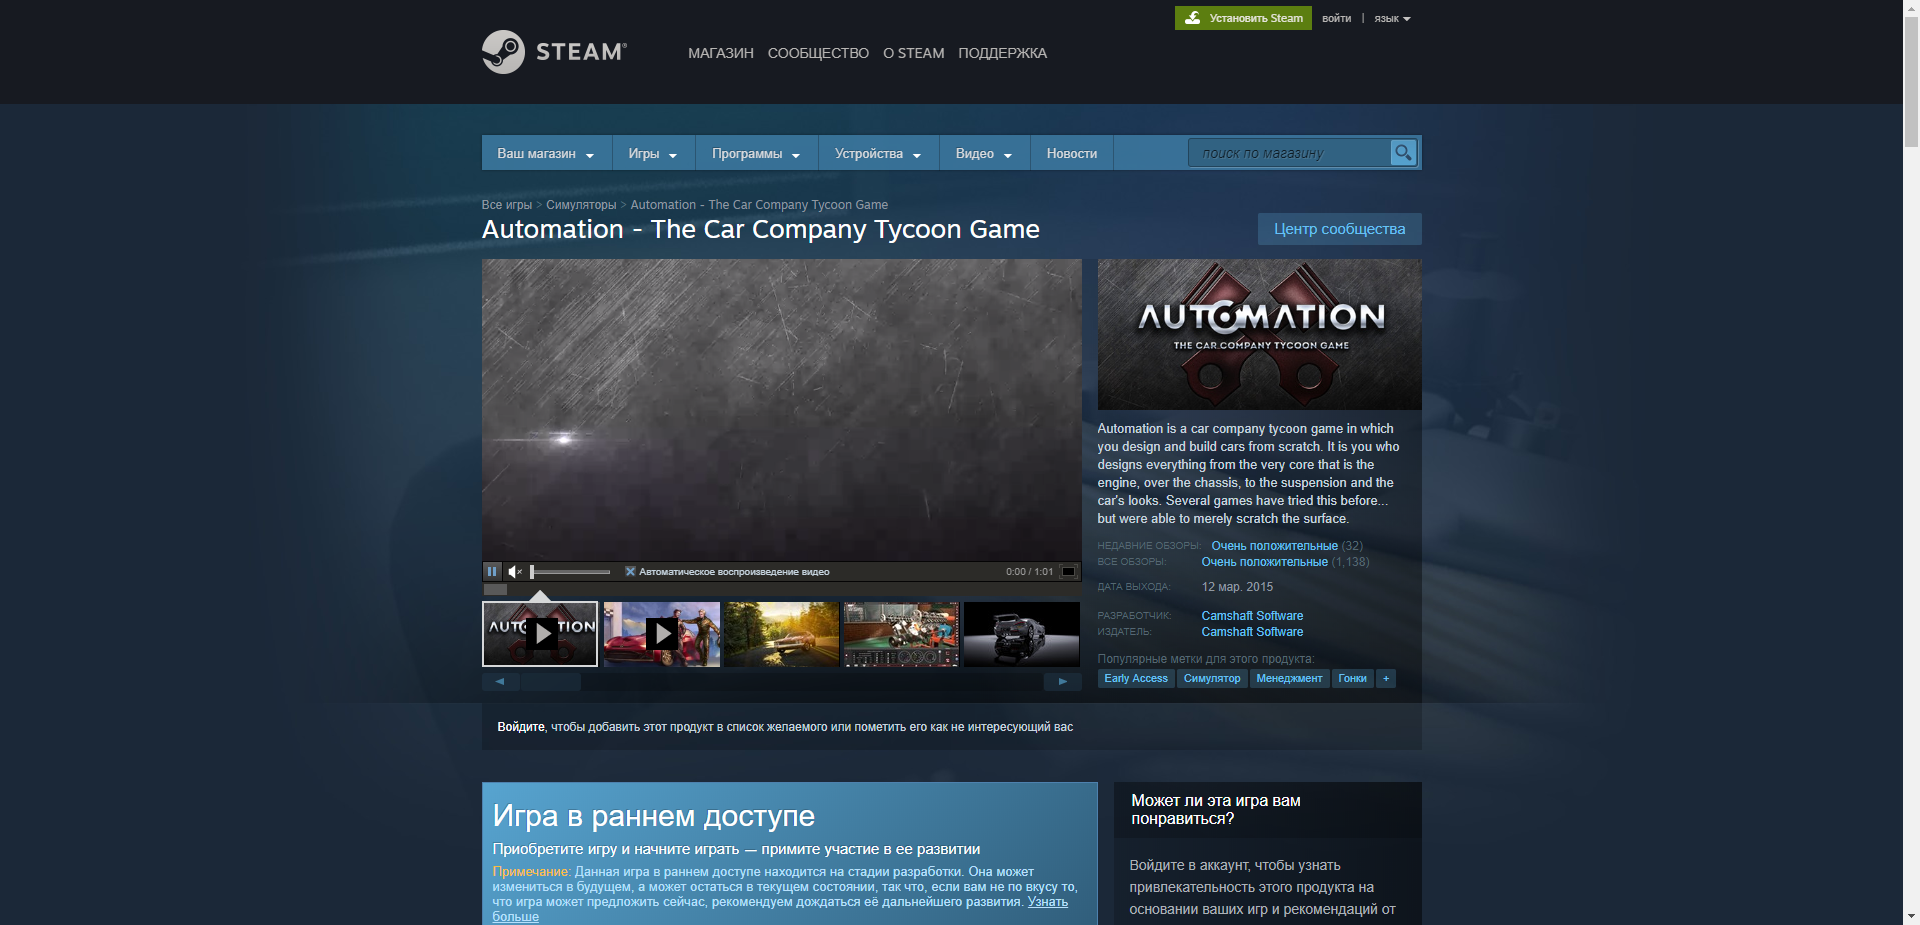 Установить Steam
войти | язык
STEAM®
МАГАЗИН СООБЩЕСТВО О STEAM ПОДДЕРЖКА
Ваш магазин Игры Программы Устройства Видео Новости поиск по магазину
Все игры > Симуляторы > Automation - The Car Company Tycoon Game
Automation - The Car Company Tycoon Game
Центр сообщества
AUTOMATION
THE CAR COMPANY TYCOON GAME
Automation is a car company tycoon game in which
you design and build cars from scratch. It is you who
designs everything from the very core that is the
engine, over the chassis, to the suspension and the
car's looks. Several games have tried this before...
but were able to merely scratch the surface.
НЕДАВНИЕ ОБЗОРЫ: Очень положительные (32)
ВСЕ ОБЗОРЫ: Очень положительные (1,138)
ДАТА ВЫХОДА: 12 мар. 2015
РАЗРАБОТЧИК: Camshaft Software
ИЗДАТЕЛЬ: Camshaft Software
Популярные метки для этого продукта:
Early Access Симулятор Менеджмент Гонки +
Автоматическое воспроизведение видео 0:00 / 1:01
Войдите, чтобы добавить этот продукт в список желаемого или пометить его как не интересующий вас
Игра в раннем доступе
Приобретите игру и начните играть — примите участие в ее развитии
Примечание: Данная игра в раннем доступе находится на стадии разработки. Она может
измениться в будущем, а может остаться в текущем состоянии, так что, если вам не по вкусу то,
что игра может предложить сейчас, рекомендуем дождаться её дальнейшего развития. Узнать
больше
Может ли эта игра вам
понравиться?
Войдите в аккаунт, чтобы узнать
привлекательность этого продукта на
основании ваших игр и рекомендаций от